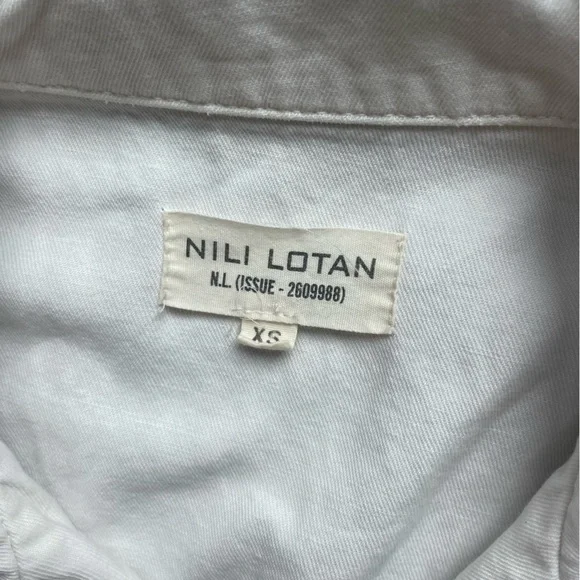 NILI LOTAN
N.L. (ISSUE - 2609988)
XS